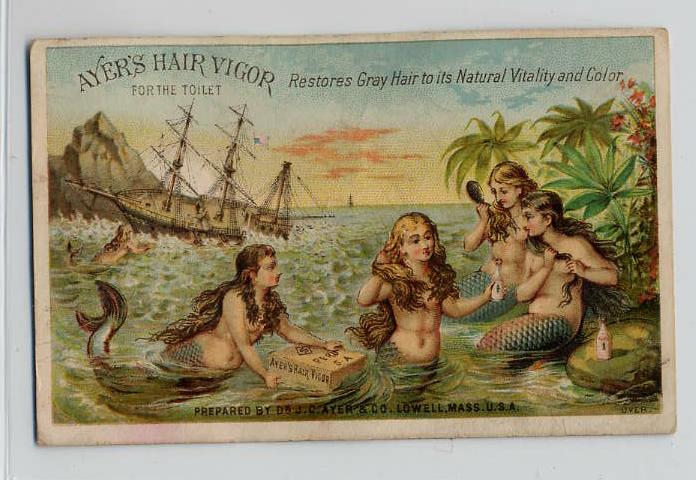 AYER'S HAIR VIGOR
FOR THE TOILET
Restores Gray Hair to its Natural Vitality and Color.
AYER'S HAIR VIGOR
U S A
PREPARED BY DR J. C. AYER & CO. LOWELL, MASS. U.S.A.
OVER.